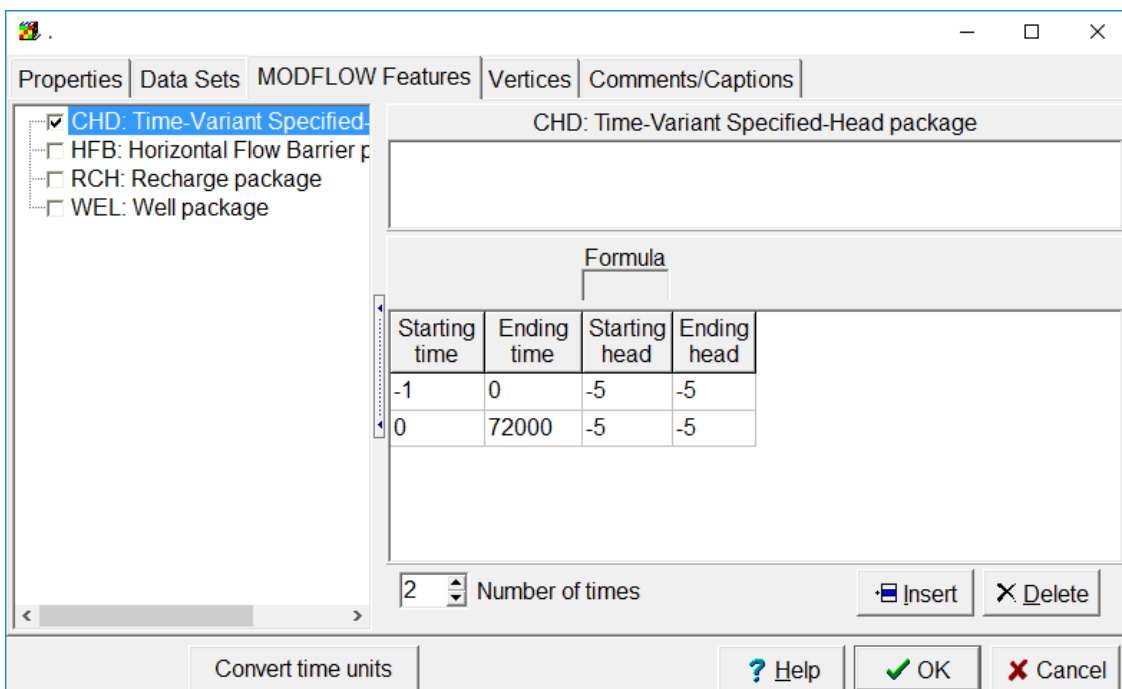 .
Properties Data Sets MODFLOW Features Vertices Comments/Captions
CHD: Time-Variant Specified-
HFB: Horizontal Flow Barrier p
RCH: Recharge package
WEL: Well package
CHD: Time-Variant Specified-Head package
Formula
Starting time Ending time Starting head Ending head
-1 0 -5 -5
0 72000 -5 -5
2 Number of times
Insert Delete
Convert time units
? Help OK Cancel